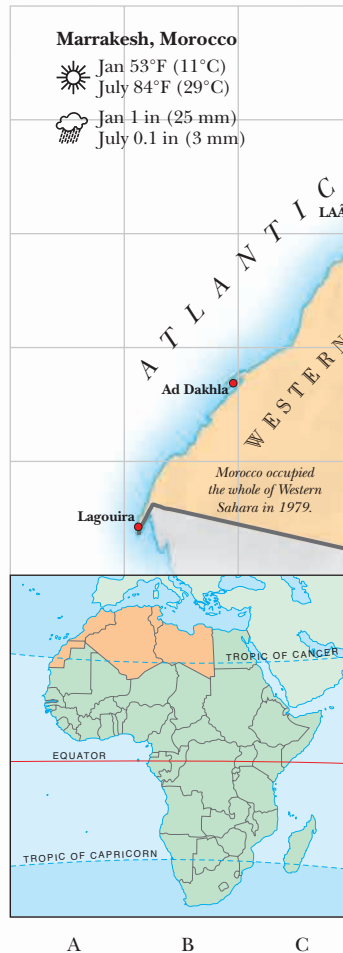 Marrakesh, Morocco
Jan 53°F (11°C)
July 84°F (29°C)
Jan 1 in (25 mm)
July 0.1 in (3 mm)
ATLANTIC
LAÂ
Ad Dakhla
WESTERN
Morocco occupied
the whole of Western
Sahara in 1979.
Lagouira
TROPIC OF CANCER
EQUATOR
TROPIC OF CAPRICORN
A B C